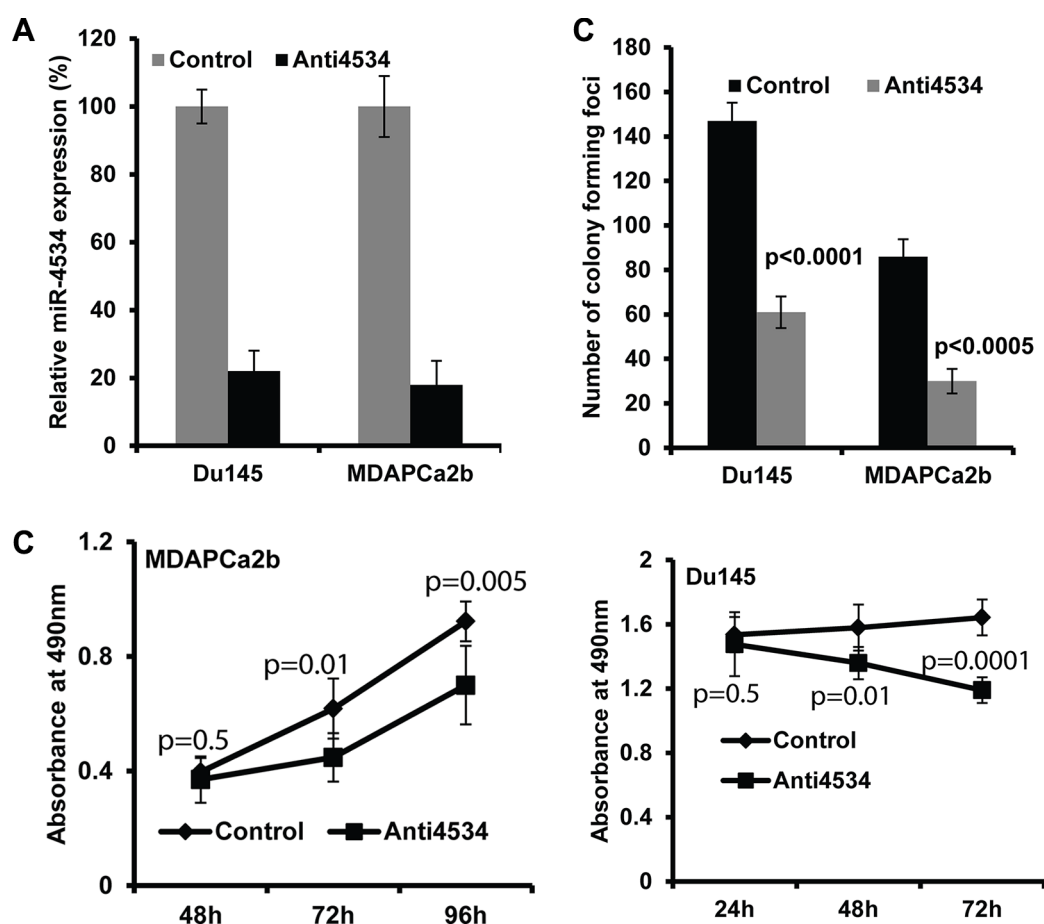 A
Relative miR-4534 expression (%)
120
100
80
60
40
20
0
Control Anti4534
Du145 MDAPCa2b
C
Number of colony forming foci
180
160
140
120
100
80
60
40
20
0
Control Anti4534
p<0.0001
p<0.0005
Du145 MDAPCa2b
C
Absorbance at 490nm
1.2
0.8
0.4
0
MDAPCa2b
p=0.5
p=0.01
p=0.005
Control Anti4534
48h 72h 96h
Absorbance at 490nm
2
1.6
1.2
0.8
0.4
0
Du145
p=0.5
p=0.01
p=0.0001
Control
Anti4534
24h 48h 72h